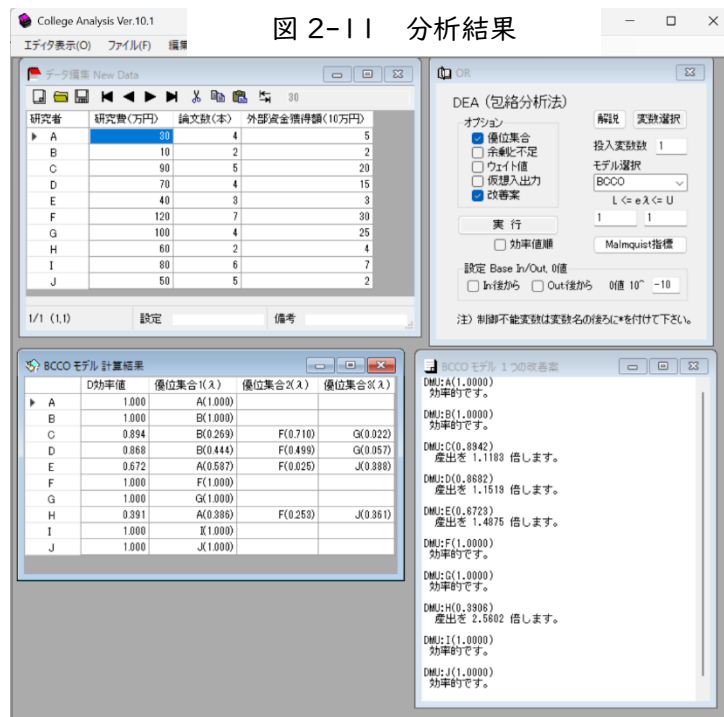 College Analysis Ver.10.1
図 2-11 分析結果
エディタ表示(O) ファイル(F) 編集
データ編集 New Data
30
研究者 研究費(万円) 論文数(本) 外部資金獲得額(10万円)
A 30 4 5
B 10 2 2
C 90 5 20
D 70 4 15
E 40 3 3
F 120 7 30
G 100 4 25
H 60 2 4
I 80 6 7
J 50 5 2
1/1 (1,1) 設定 備考
OR
DEA (包絡分析法)
オプション
優位集合
余剰と不足
ウェイト値
仮想入出力
改善案
解説 変数選択
投入変数数 1
モデル選択
BCCO
L <= eλ <= U
1 1
実 行
効率値順
Malmquist指標
設定 Base In/Out, 0値
In後から Out後から 0値 10^ -10
注) 制御不能変数は変数名の後ろに*を付けて下さい。
BCCO モデル 計算結果
D効率値 優位集合1(λ) 優位集合2(λ) 優位集合3(λ)
A 1.000 A(1.000)
B 1.000 B(1.000)
C 0.894 B(0.269) F(0.710) G(0.022)
D 0.868 B(0.444) F(0.499) G(0.057)
E 0.672 A(0.587) F(0.025) J(0.388)
F 1.000 F(1.000)
G 1.000 G(1.000)
H 0.391 A(0.386) F(0.253) J(0.361)
I 1.000 I(1.000)
J 1.000 J(1.000)
BCCO モデル 1つの改善案
DMU:A(1.0000)
効率的です。
DMU:B(1.0000)
効率的です。
DMU:C(0.8942)
産出を 1.1183 倍します。
DMU:D(0.8682)
産出を 1.1519 倍します。
DMU:E(0.6723)
産出を 1.4875 倍します。
DMU:F(1.0000)
効率的です。
DMU:G(1.0000)
効率的です。
DMU:H(0.3906)
産出を 2.5602 倍します。
DMU:I(1.0000)
効率的です。
DMU:J(1.0000)
効率的です。